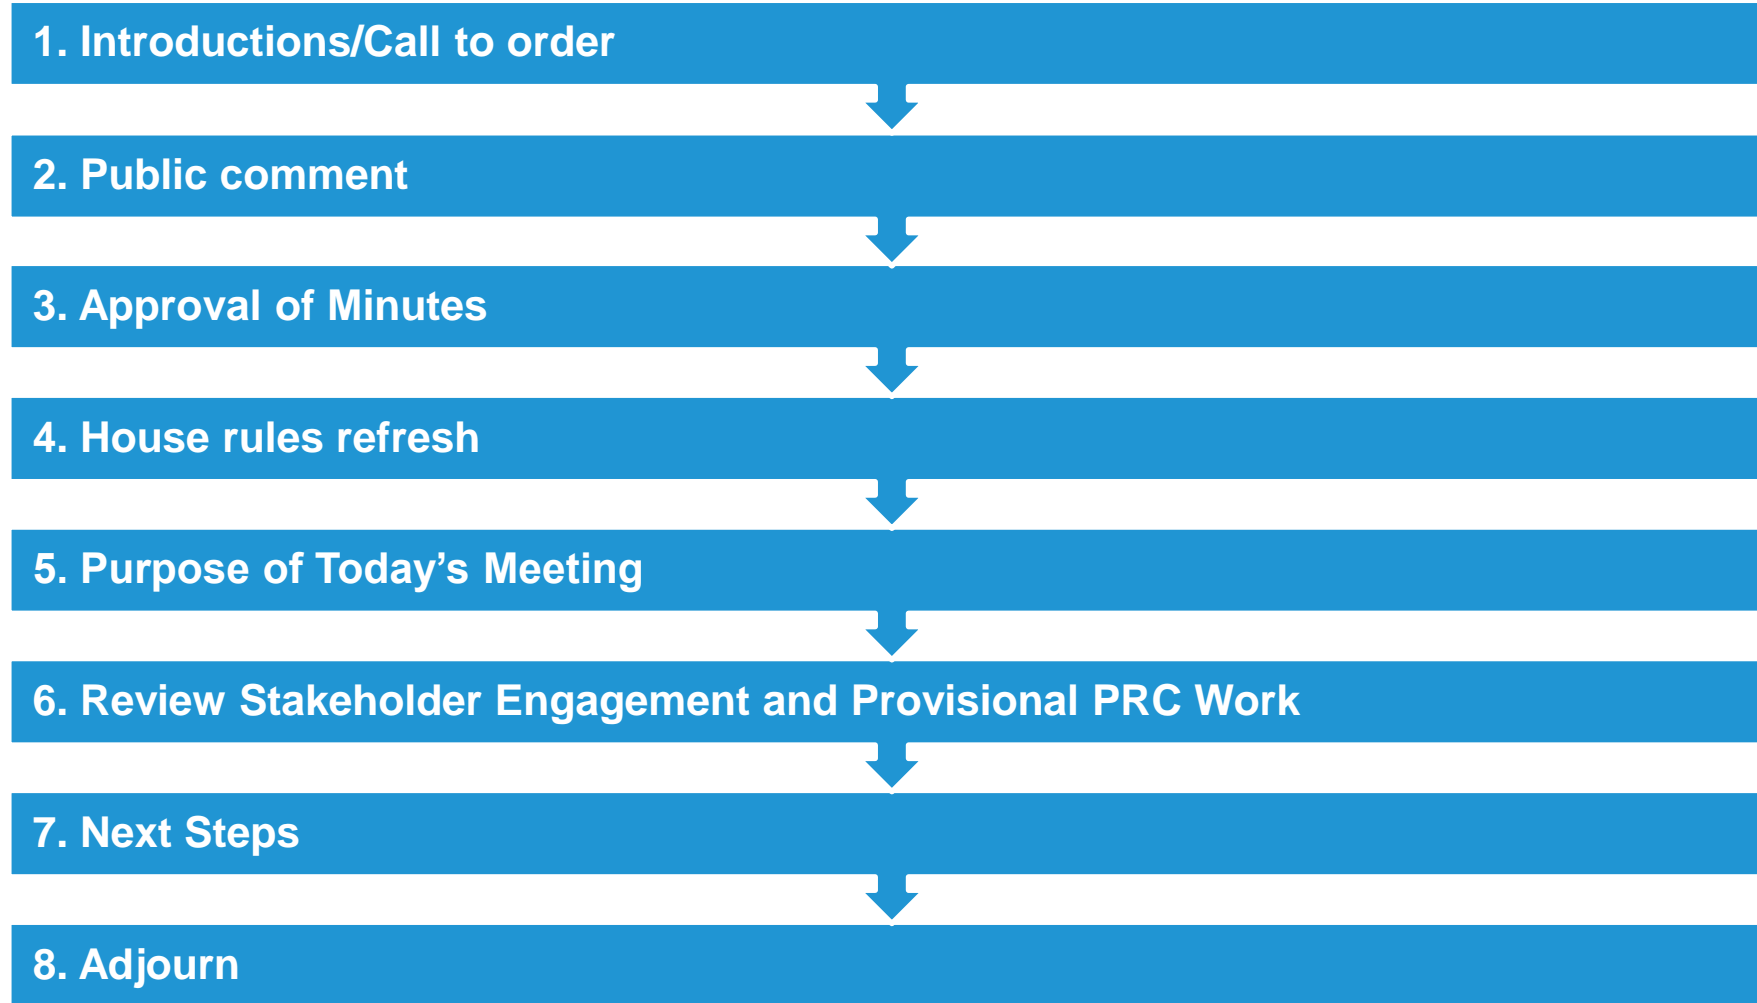 1. Introductions/Call to order
2. Public comment
3. Approval of Minutes
4. House rules refresh
5. Purpose of Today’s Meeting
6. Review Stakeholder Engagement and Provisional PRC Work
7. Next Steps
8. Adjourn